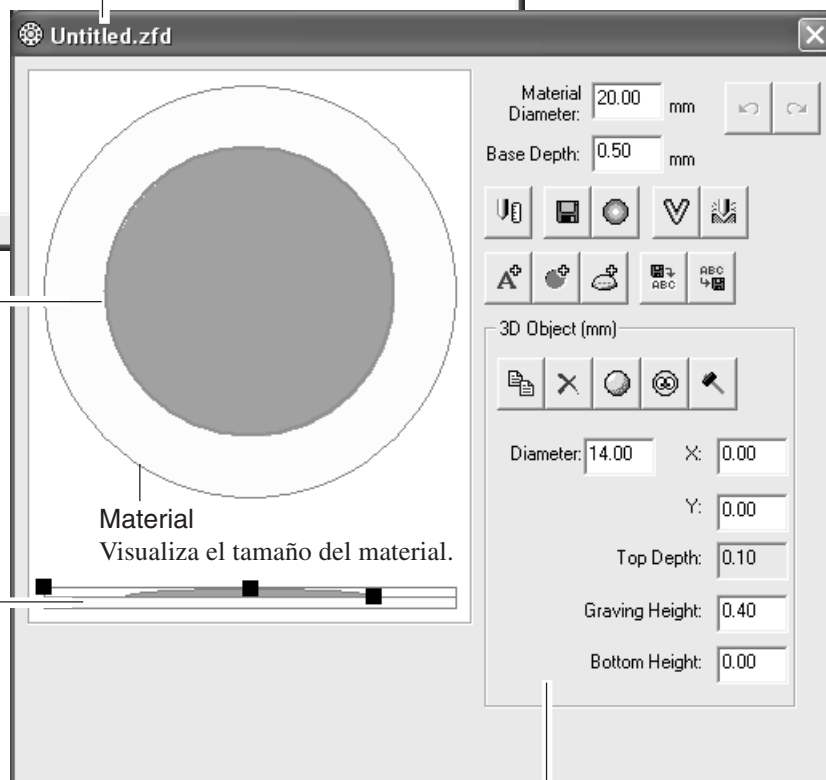 Untitled.zfd
Material
Diameter: 20.00 mm
Base Depth: 0.50 mm
A
ABC
ABC
3D Object (mm)
Diameter: 14.00 X: 0.00
Y: 0.00
Top Depth: 0.10
Graving Height: 0.40
Bottom Height: 0.00
Material
Visualiza el tamaño del material.